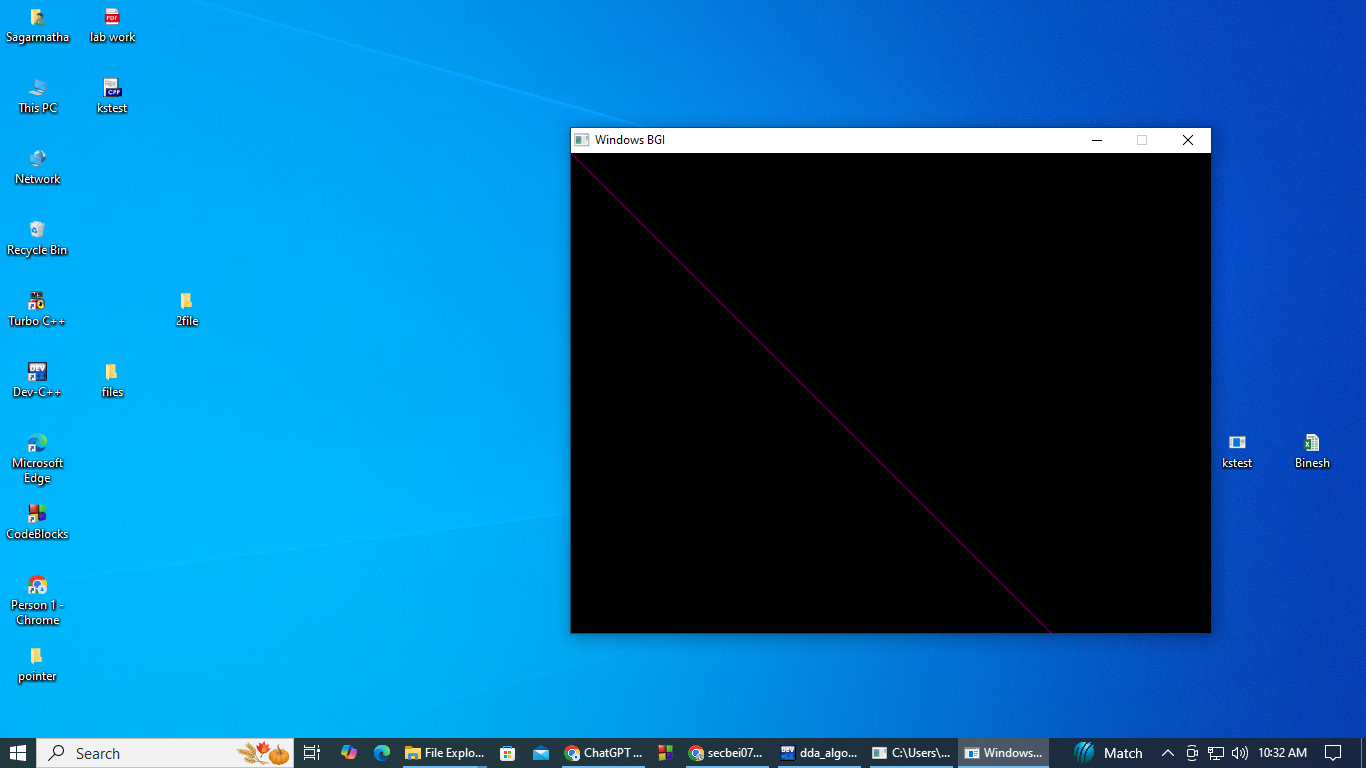 Sagarmatha
lab work
This PC
kstest
Network
Recycle Bin
Turbo C++
2file
Dev-C++
files
Microsoft
Edge
CodeBlocks
Person 1 -
Chrome
pointer
Windows BGI
kstest
Binesh
Search
File Explo...
ChatGPT ...
secbei07...
dda_algo...
C:\Users\...
Windows...
Match
10:32 AM